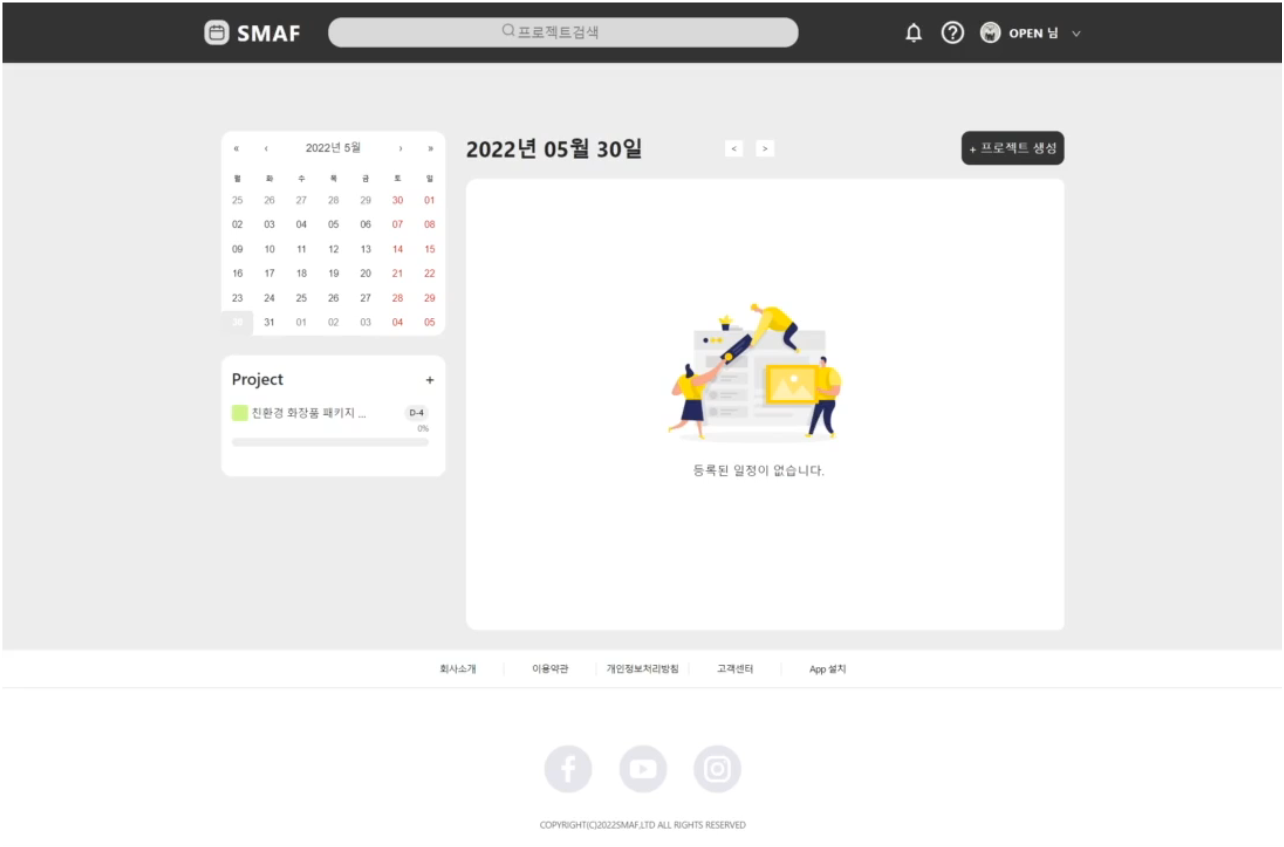 SMAF
프로젝트검색
OPEN 님
« ‹ 2022년 5월 › »
월 화 수 목 금 토 일
25 26 27 28 29 30 01
02 03 04 05 06 07 08
09 10 11 12 13 14 15
16 17 18 19 20 21 22
23 24 25 26 27 28 29
30 31 01 02 03 04 05
Project +
친환경 화장품 패키지 ... D-4
0%
2022년 05월 30일 < >
+ 프로젝트 생성
등록된 일정이 없습니다.
회사소개 이용약관 개인정보처리방침 고객센터 App 설치
COPYRIGHT(C)2022SMAF,LTD ALL RIGHTS RESERVED